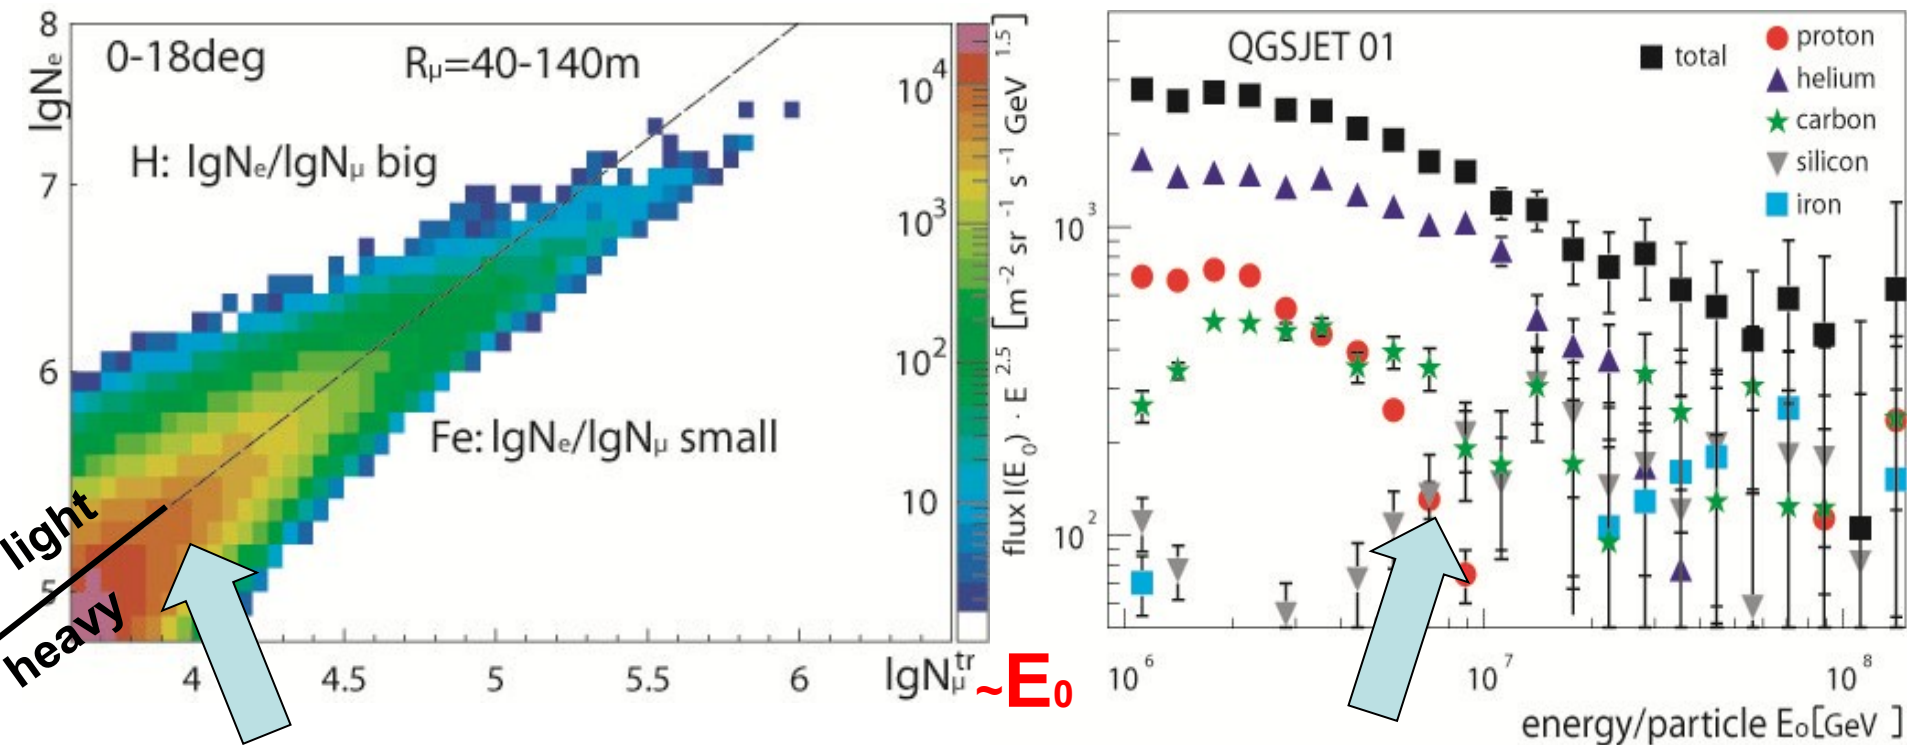 8
7
6
5
lgNe
0-18deg
Rμ=40-140m
H: lgNe/lgNμ big
Fe: lgNe/lgNμ small
light
heavy
4
4.5
5
5.5
6
lgNμ^tr
~E0
10^4
10^3
10^2
10
flux I(E0) · E^2.5 [m^-2 sr^-1 s^-1 GeV^1.5]
QGSJET 01
total
proton
helium
carbon
silicon
iron
10^3
10^2
10^6
10^7
10^8
energy/particle E0[GeV ]